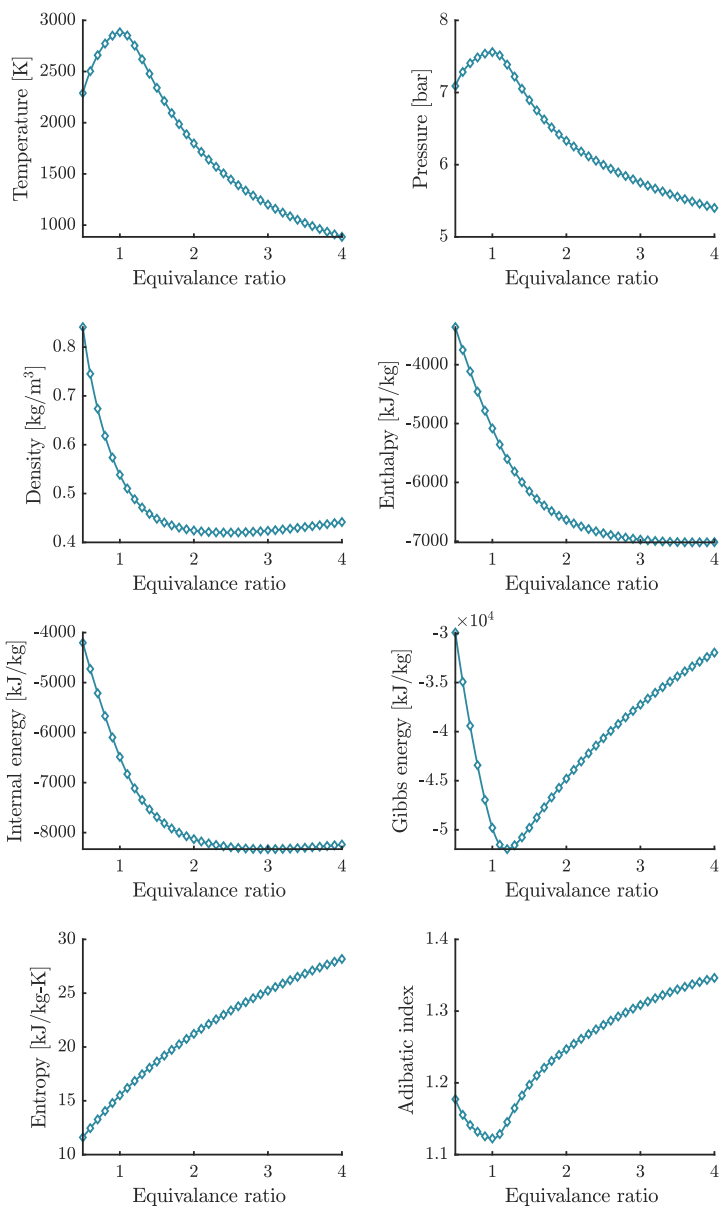 Temperature [K]
3000
2500
2000
1500
1000
1 2 3 4
Equivalance ratio
Pressure [bar]
8
7
6
5
1 2 3 4
Equivalance ratio
Density [kg/m³]
0.8
0.7
0.6
0.5
0.4
1 2 3 4
Equivalance ratio
Enthalpy [kJ/kg]
-4000
-5000
-6000
-7000
1 2 3 4
Equivalance ratio
Internal energy [kJ/kg]
-4000
-5000
-6000
-7000
-8000
1 2 3 4
Equivalance ratio
Gibbs energy [kJ/kg]
×10⁴
-3
-3.5
-4
-4.5
-5
1 2 3 4
Equivalance ratio
Entropy [kJ/kg-K]
30
25
20
15
10
1 2 3 4
Equivalance ratio
Adibatic index
1.4
1.3
1.2
1.1
1 2 3 4
Equivalance ratio